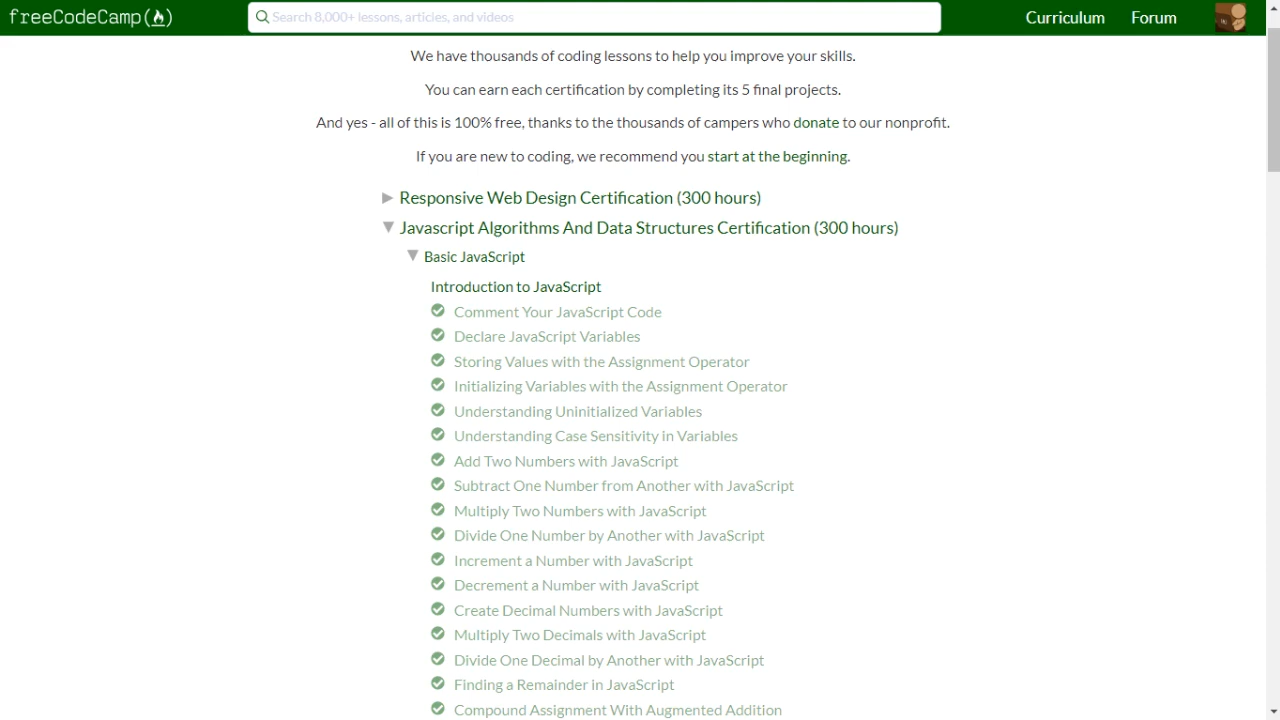 freeCodeCamp
Search 8,000+ lessons, articles, and videos
Curriculum
Forum
We have thousands of coding lessons to help you improve your skills.
You can earn each certification by completing its 5 final projects.
And yes - all of this is 100% free, thanks to the thousands of campers who donate to our nonprofit.
If you are new to coding, we recommend you start at the beginning.
Responsive Web Design Certification (300 hours)
Javascript Algorithms And Data Structures Certification (300 hours)
Basic JavaScript
Introduction to JavaScript
Comment Your JavaScript Code
Declare JavaScript Variables
Storing Values with the Assignment Operator
Initializing Variables with the Assignment Operator
Understanding Uninitialized Variables
Understanding Case Sensitivity in Variables
Add Two Numbers with JavaScript
Subtract One Number from Another with JavaScript
Multiply Two Numbers with JavaScript
Divide One Number by Another with JavaScript
Increment a Number with JavaScript
Decrement a Number with JavaScript
Create Decimal Numbers with JavaScript
Multiply Two Decimals with JavaScript
Divide One Decimal by Another with JavaScript
Finding a Remainder in JavaScript
Compound Assignment With Augmented Addition